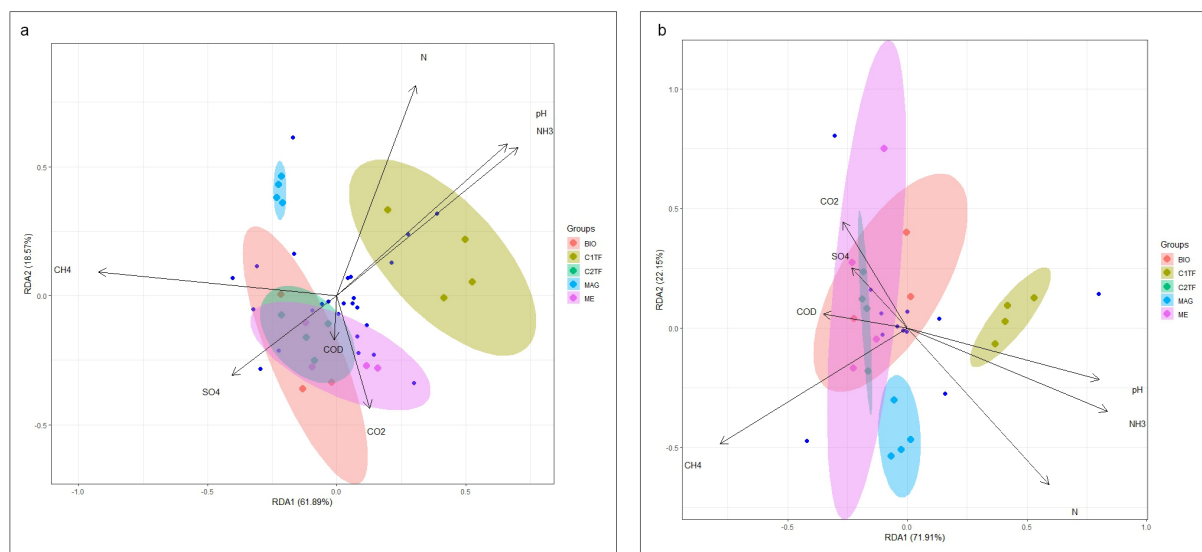 a
N
pH
NH3
CH4
COD
SO4
CO2
0.5
0.0
-0.5
RDA2 (18.57%)
-1.0
-0.5
0.0
0.5
RDA1 (61.89%)
Groups
BIO
C1TF
C2TF
MAG
ME
b
CO2
SO4
COD
pH
NH3
CH4
N
1.0
0.5
0.0
-0.5
RDA2 (22.15%)
-0.5
0.0
0.5
1.0
RDA1 (71.91%)
Groups
BIO
C1TF
C2TF
MAG
ME